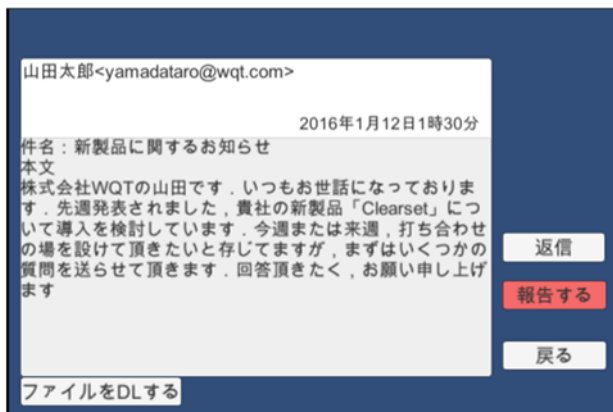 山田太郎<yamadataro@wqt.com>
2016年1月12日1時30分
件名：新製品に関するお知らせ
本文
株式会社WQTの山田です．いつもお世話になっておりま
す．先週発表されました，貴社の新製品「Clearset」につ
いて導入を検討しています．今週または来週，打ち合わせ
の場を設けて頂きたいと存じてますが，まずはいくつかの
質問を送らせて頂きます．回答頂きたく，お願い申し上げ
ます
返信
報告する
戻る
ファイルをDLする